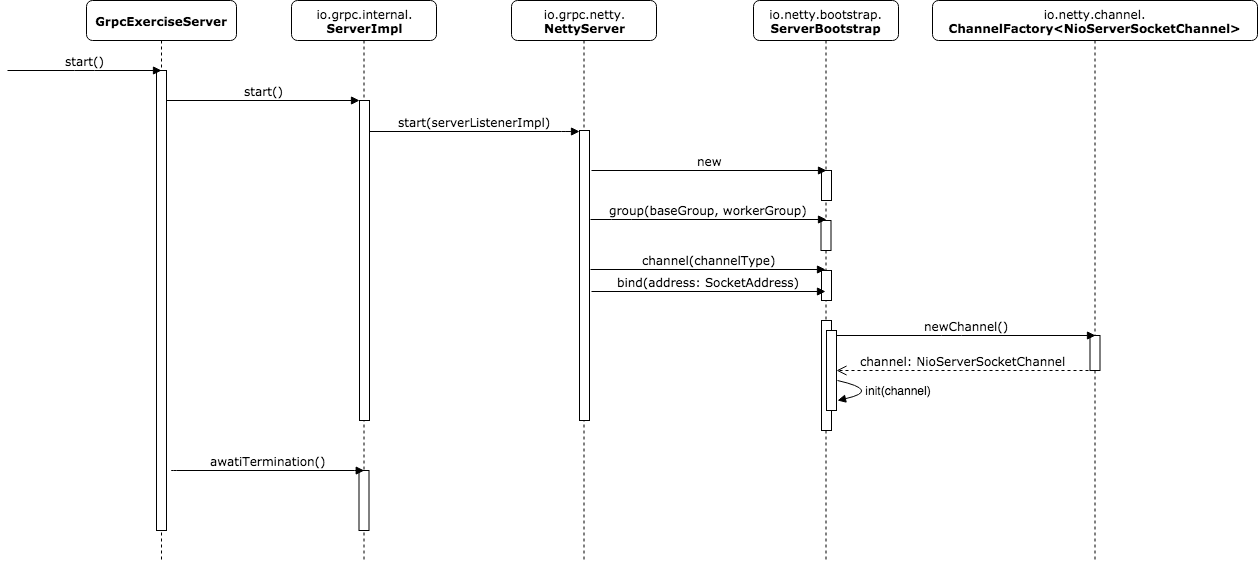 GrpcExerciseServer
io.grpc.internal.
ServerImpl
io.grpc.netty.
NettyServer
io.netty.bootstrap.
ServerBootstrap
io.netty.channel.
ChannelFactory<NioServerSocketChannel>
start()
start()
start(serverListenerImpl)
new
group(baseGroup, workerGroup)
channel(channelType)
bind(address: SocketAddress)
newChannel()
channel: NioServerSocketChannel
init(channel)
awatiTermination()